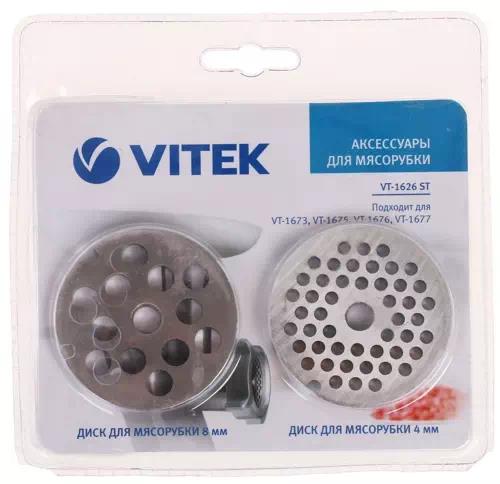 VITEK
АКСЕССУАРЫ
ДЛЯ МЯСОРУБКИ
VT-1626 ST
Подходит для
VT-1673, VT-1675, VT-1676, VT-1677
ДИСК ДЛЯ МЯСОРУБКИ 8 мм
ДИСК ДЛЯ МЯСОРУБКИ 4 мм